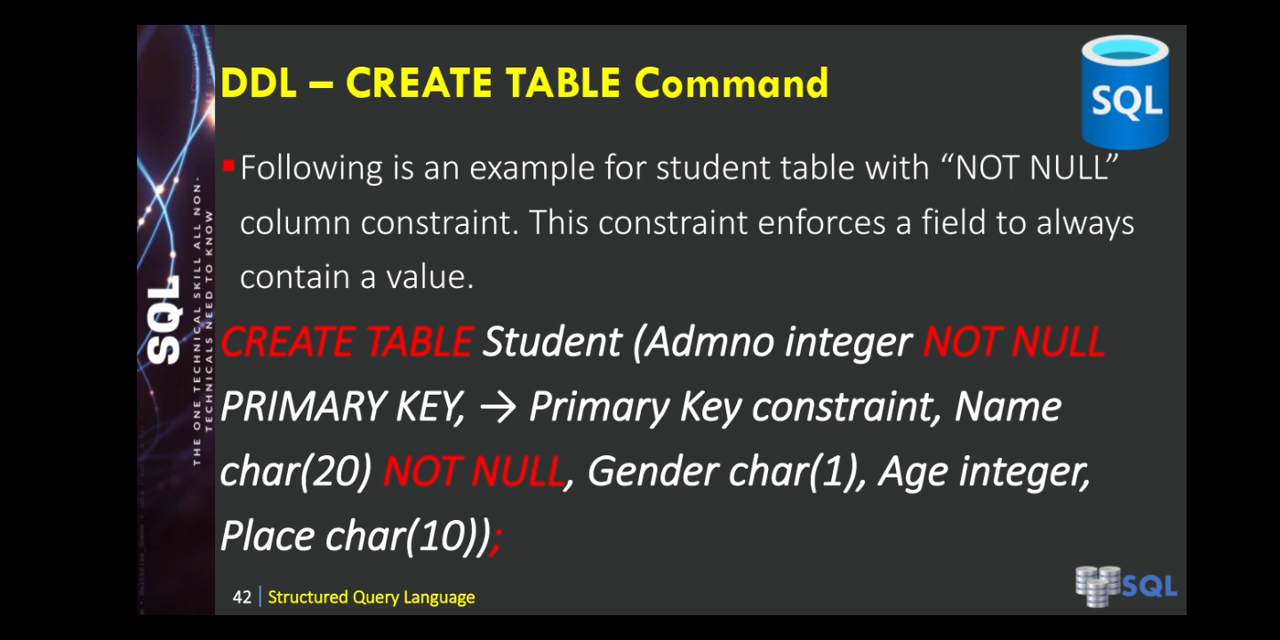 DDL – CREATE TABLE Command
SQL
▪Following is an example for student table with “NOT NULL”
column constraint. This constraint enforces a field to always
contain a value.
CREATE TABLE Student (Admno integer NOT NULL
PRIMARY KEY, → Primary Key constraint, Name
char(20) NOT NULL, Gender char(1), Age integer,
Place char(10));
42 | Structured Query Language
SQL
SQL
THE ONE TECHNICAL SKILL ALL NON-
TECHNICALS NEED TO KNOW